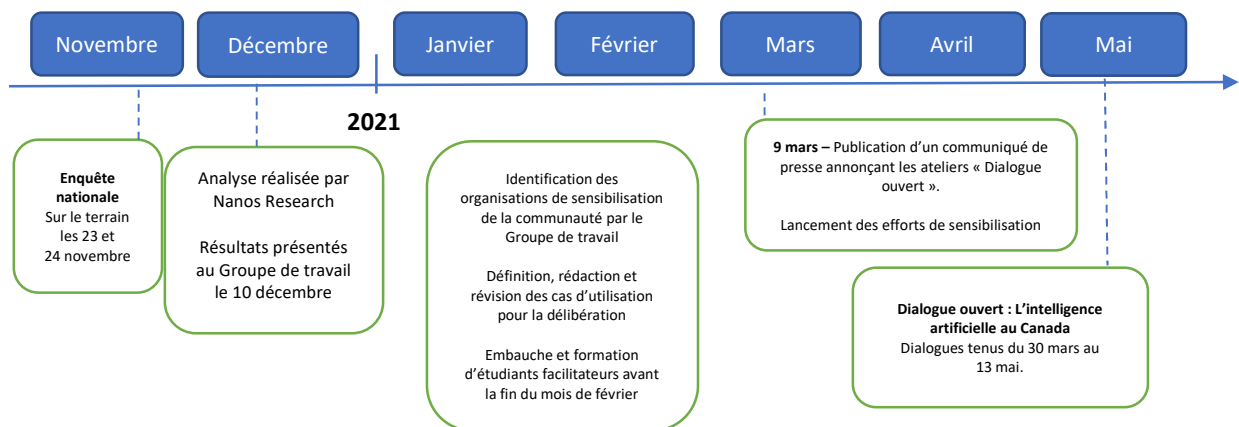 Novembre
Décembre
Janvier
Février
Mars
Avril
Mai
2021
Enquête
nationale
Sur le terrain
les 23 et
24 novembre
Analyse réalisée par
Nanos Research
Résultats présentés
au Groupe de travail
le 10 décembre
Identification des
organisations de sensibilisation
de la communauté par le
Groupe de travail
Définition, rédaction et
révision des cas d’utilisation
pour la délibération
Embauche et formation
d’étudiants facilitateurs avant
la fin du mois de février
9 mars – Publication d’un communiqué de
presse annonçant les ateliers « Dialogue
ouvert ».
Lancement des efforts de sensibilisation
Dialogue ouvert : L’intelligence
artificielle au Canada
Dialogues tenus du 30 mars au
13 mai.